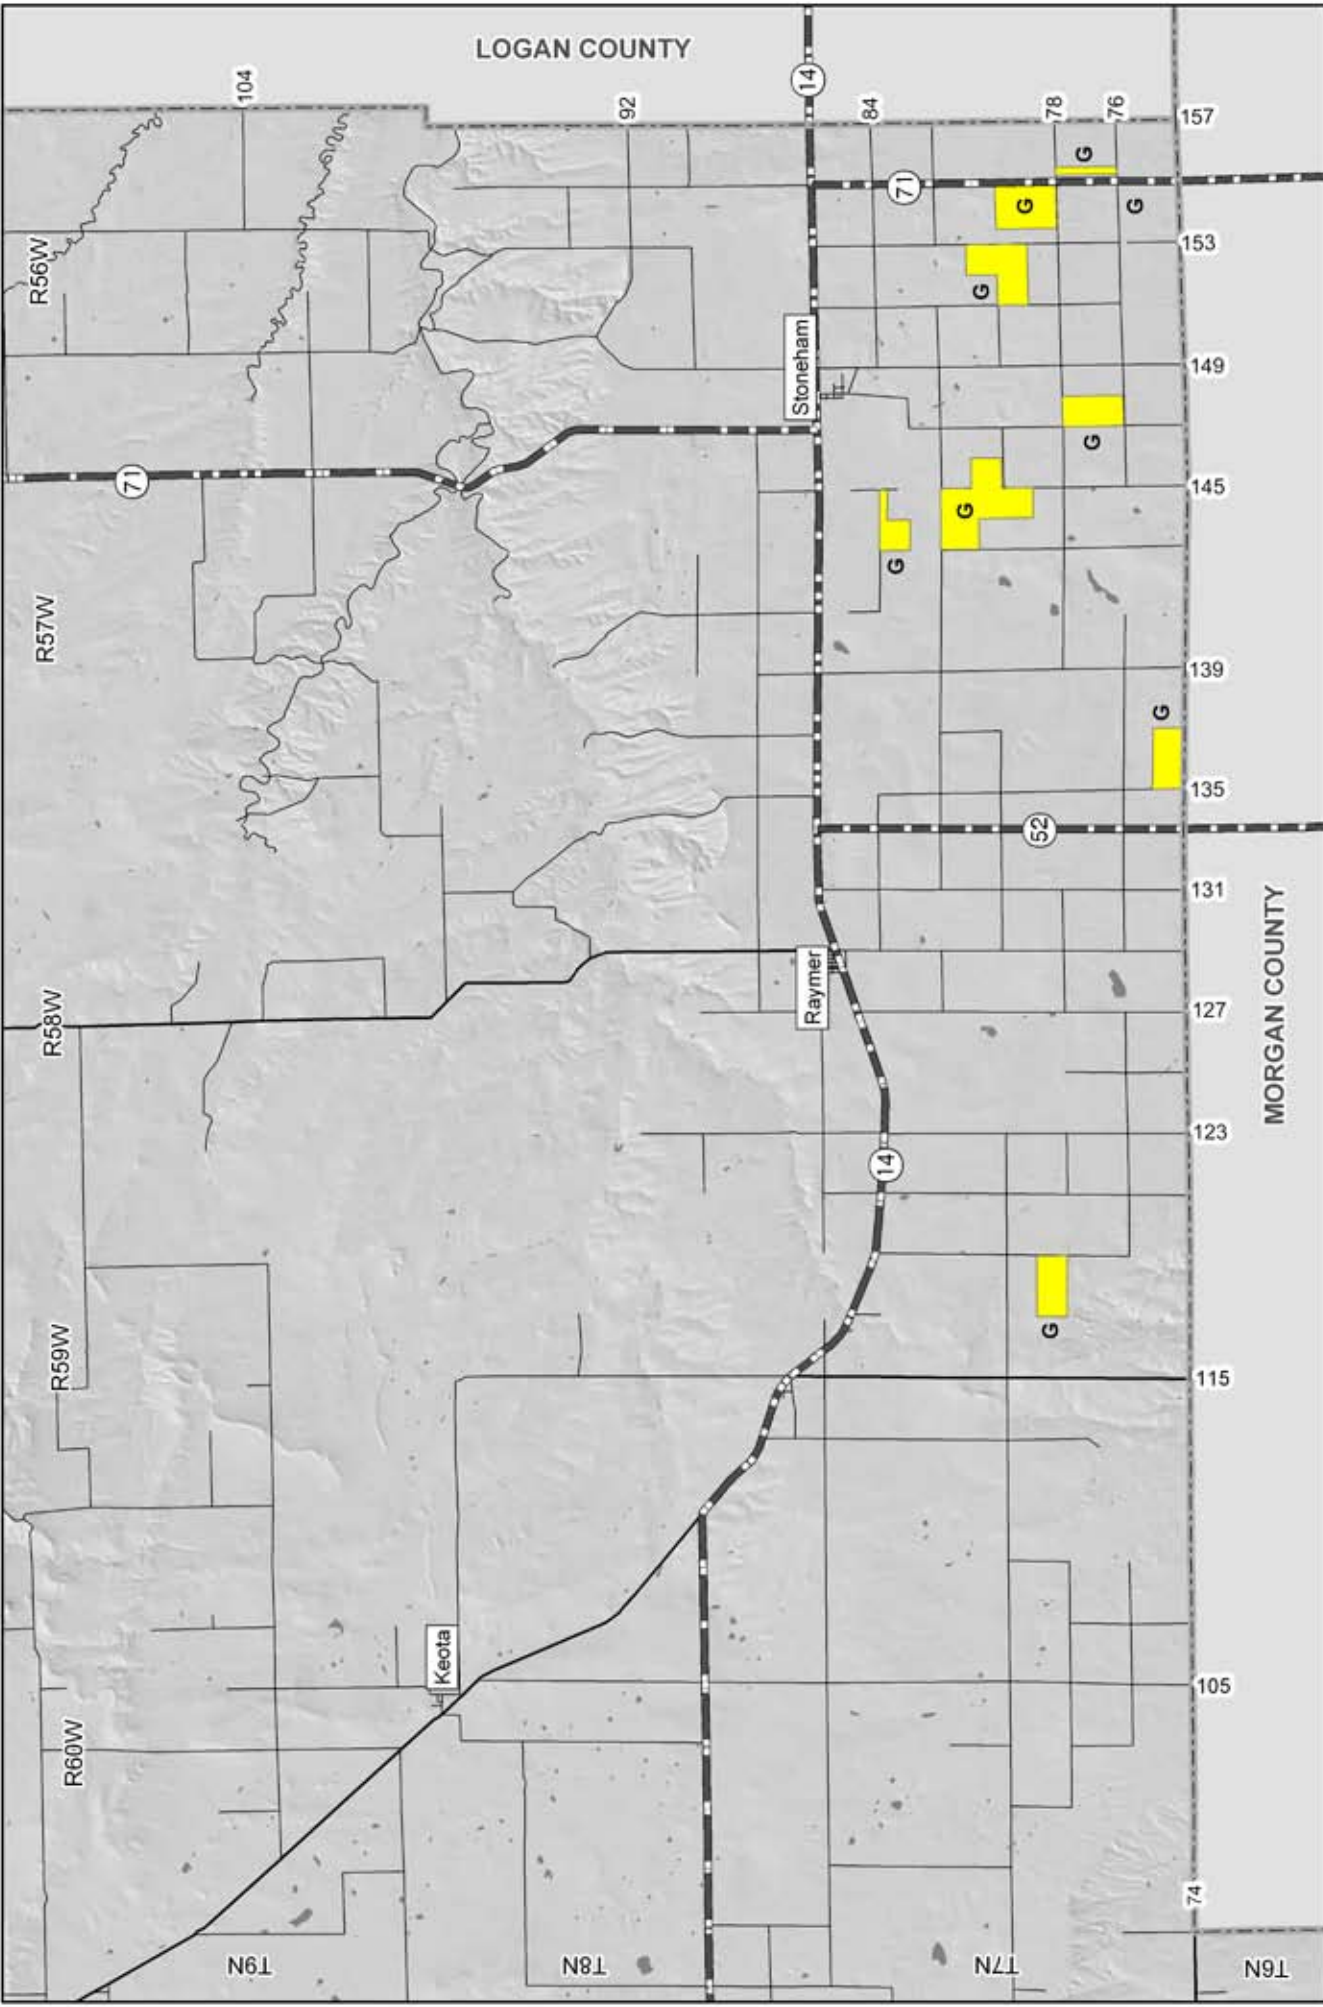 LOGAN COUNTY
104
92
14
84
78
76
157
G
71
G
G
153
R56W
G
Stoneham
149
G
71
145
G
G
R57W
139
G
135
52
131
Raymer
R58W
127
MORGAN COUNTY
123
14
G
R59W
115
Keota
105
R60W
74
T9N
T8N
T7N
T6N